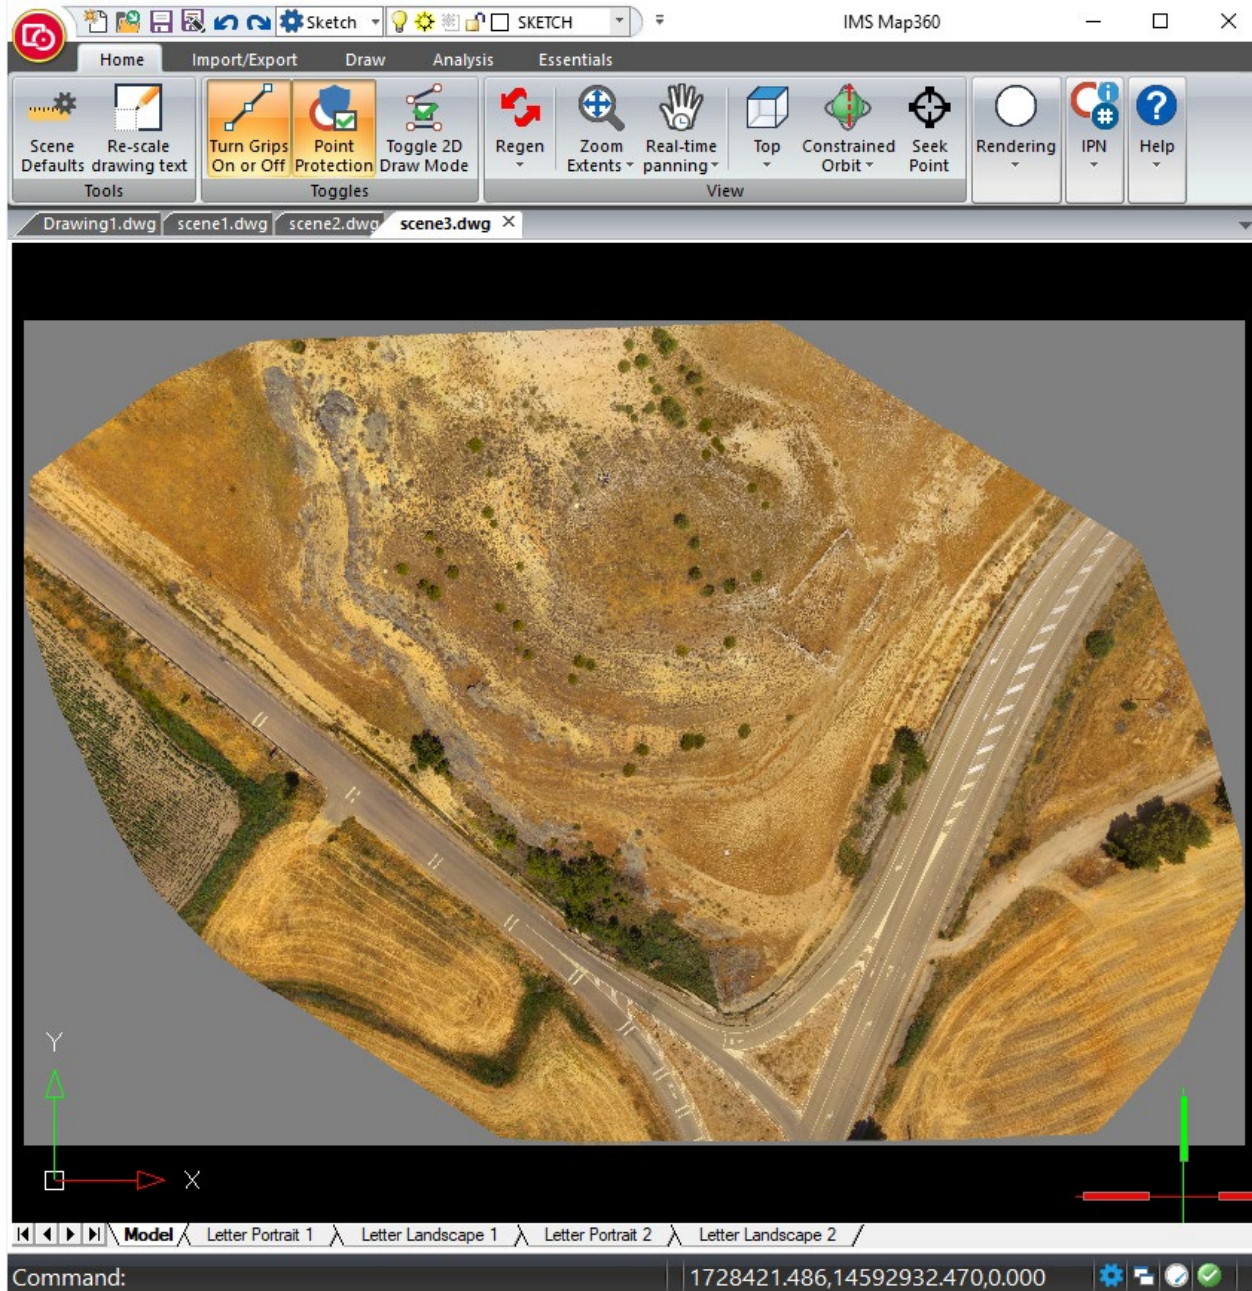 Sketch SKETCH IMS Map360
Home Import/Export Draw Analysis Essentials
Scene Defaults
Re-scale drawing text
Turn Grips On or Off
Point Protection
Toggle 2D Draw Mode
Regen
Zoom Extents
Real-time panning
Top
Constrained Orbit
Seek Point
Rendering
IPN
Help
Tools Toggles View
Drawing1.dwg scene1.dwg scene2.dwg scene3.dwg
Y
X
Model Letter Portrait 1 Letter Landscape 1 Letter Portrait 2 Letter Landscape 2
Command: 1728421.486,14592932.470,0.000